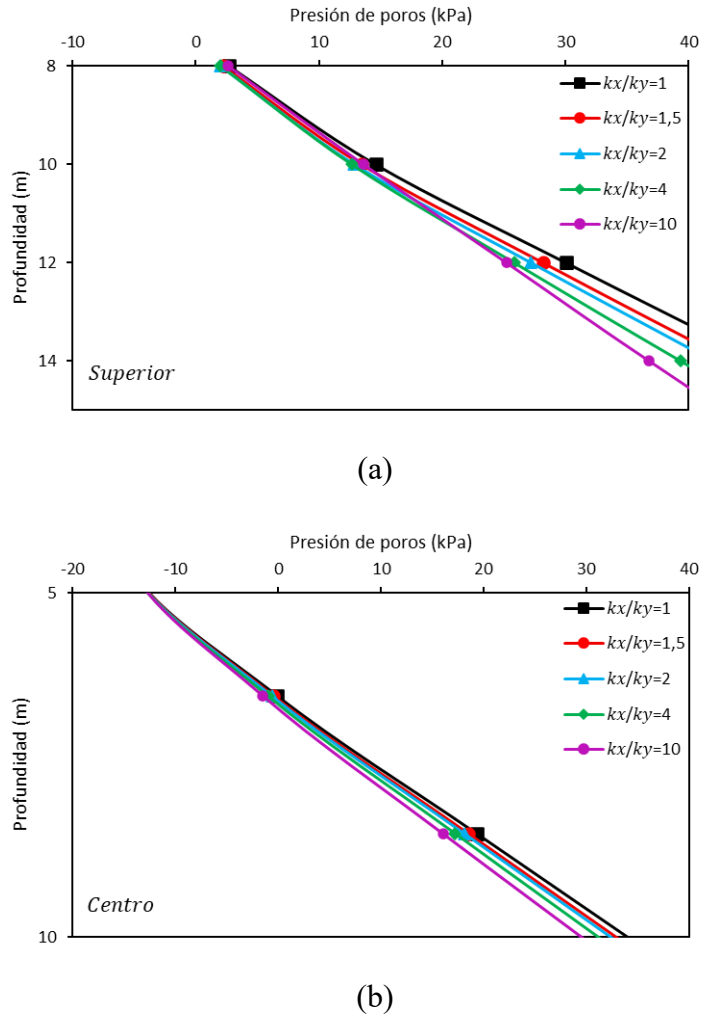 Presión de poros (kPa)
-10 0 10 20 30 40
8
10
12
14
Profundidad (m)
kx/ky=1
kx/ky=1,5
kx/ky=2
kx/ky=4
kx/ky=10
Superior
(a)
Presión de poros (kPa)
-20 -10 0 10 20 30 40
5
10
Profundidad (m)
kx/ky=1
kx/ky=1,5
kx/ky=2
kx/ky=4
kx/ky=10
Centro
(b)